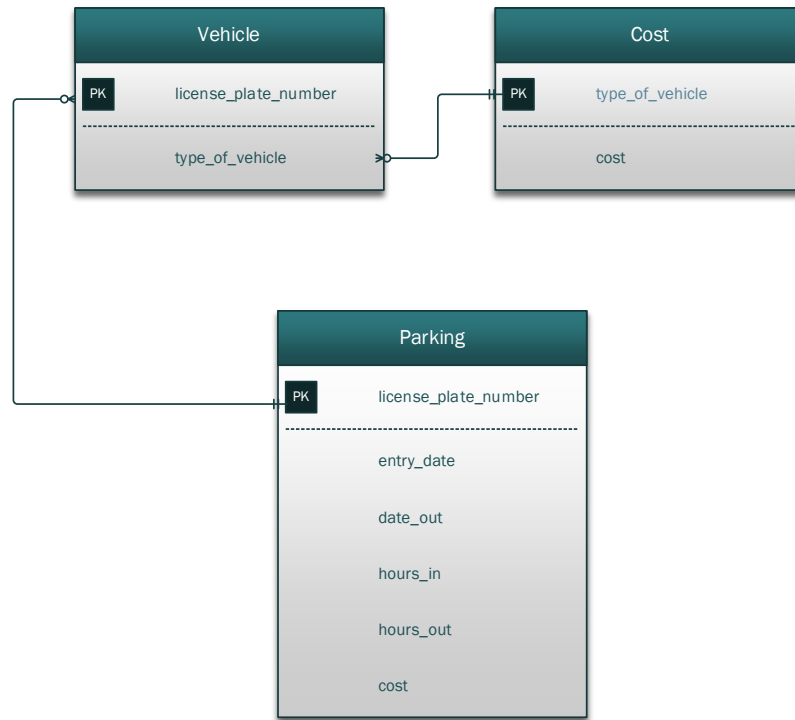 Vehicle
PK license_plate_number
type_of_vehicle
Cost
PK type_of_vehicle
cost
Parking
PK license_plate_number
entry_date
date_out
hours_in
hours_out
cost